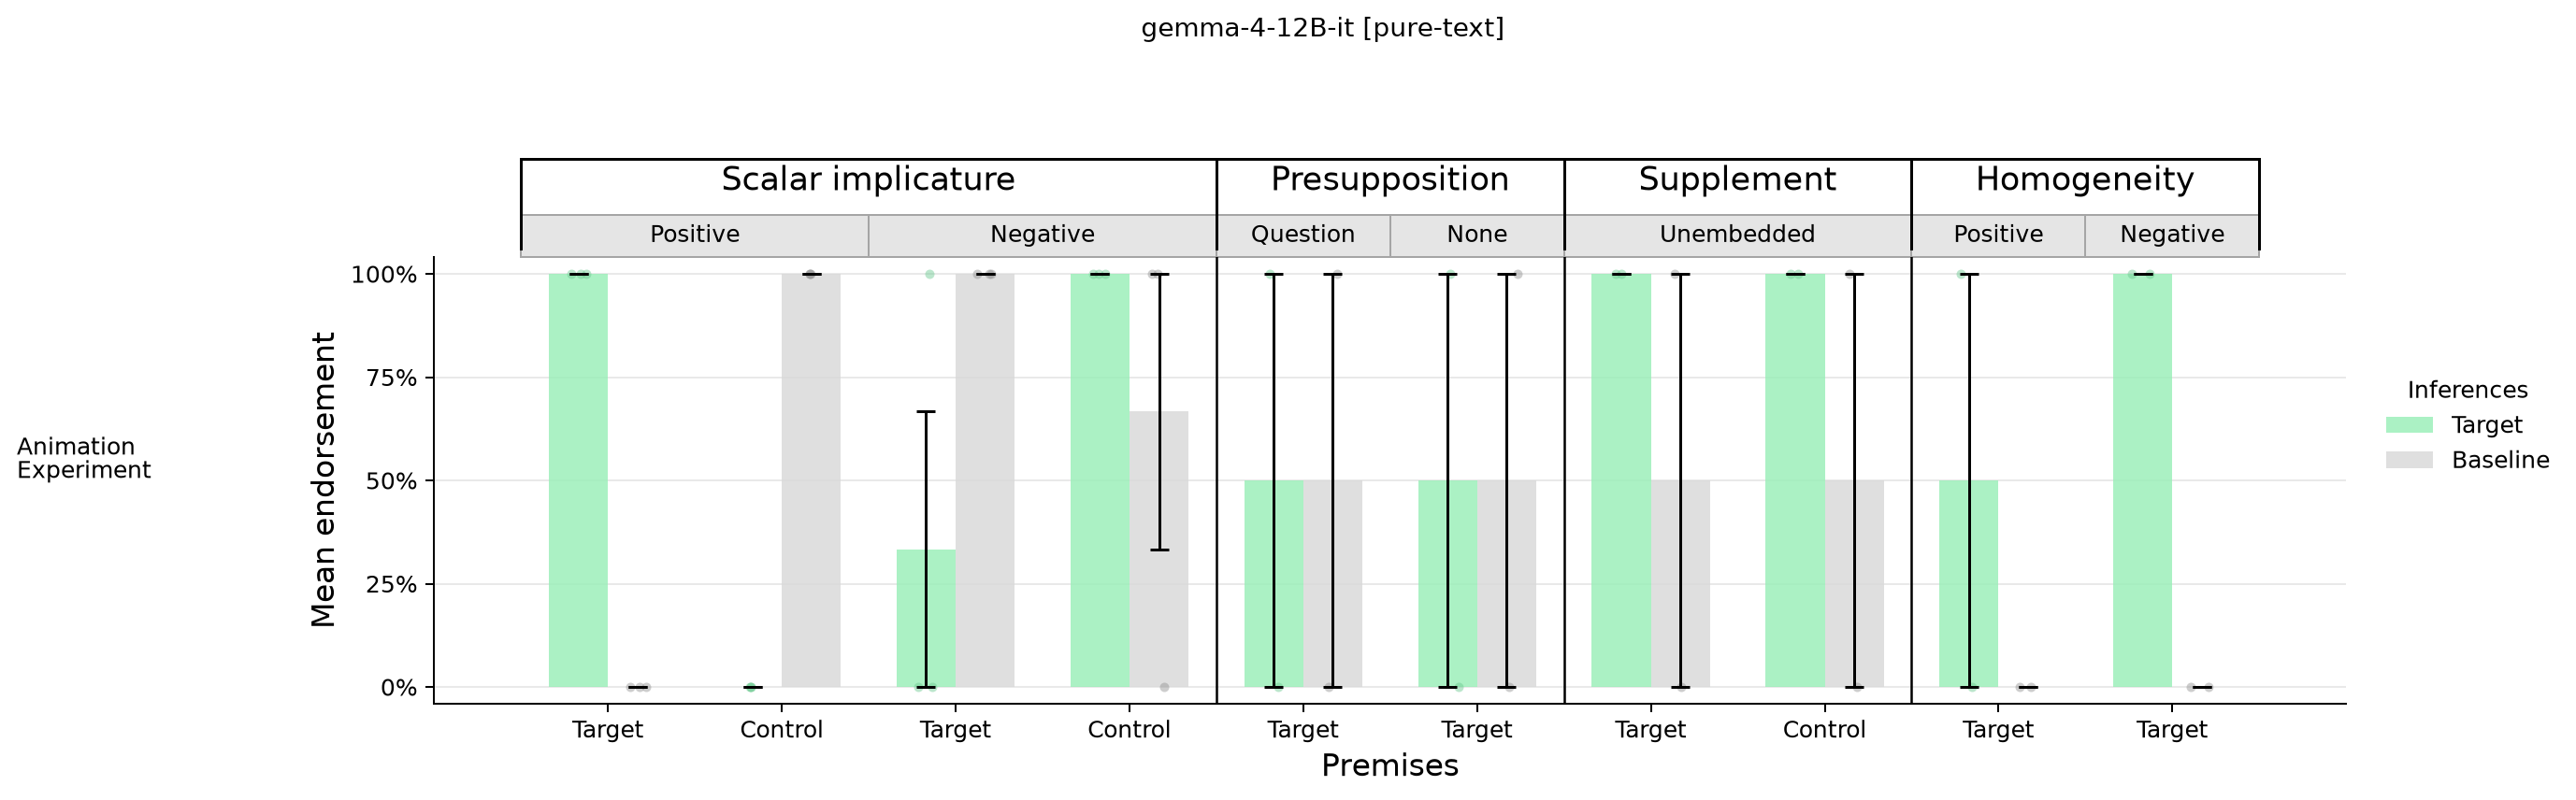 gemma-4-12B-it [pure-text]
Scalar implicature Presupposition Supplement Homogeneity
Positive Negative Question None Unembedded Positive Negative
100%
75%
50%
25%
0%
Mean endorsement
Animation
Experiment
Inferences
Target
Baseline
Target Control Target Control Target Target Target Control Target Target
Premises